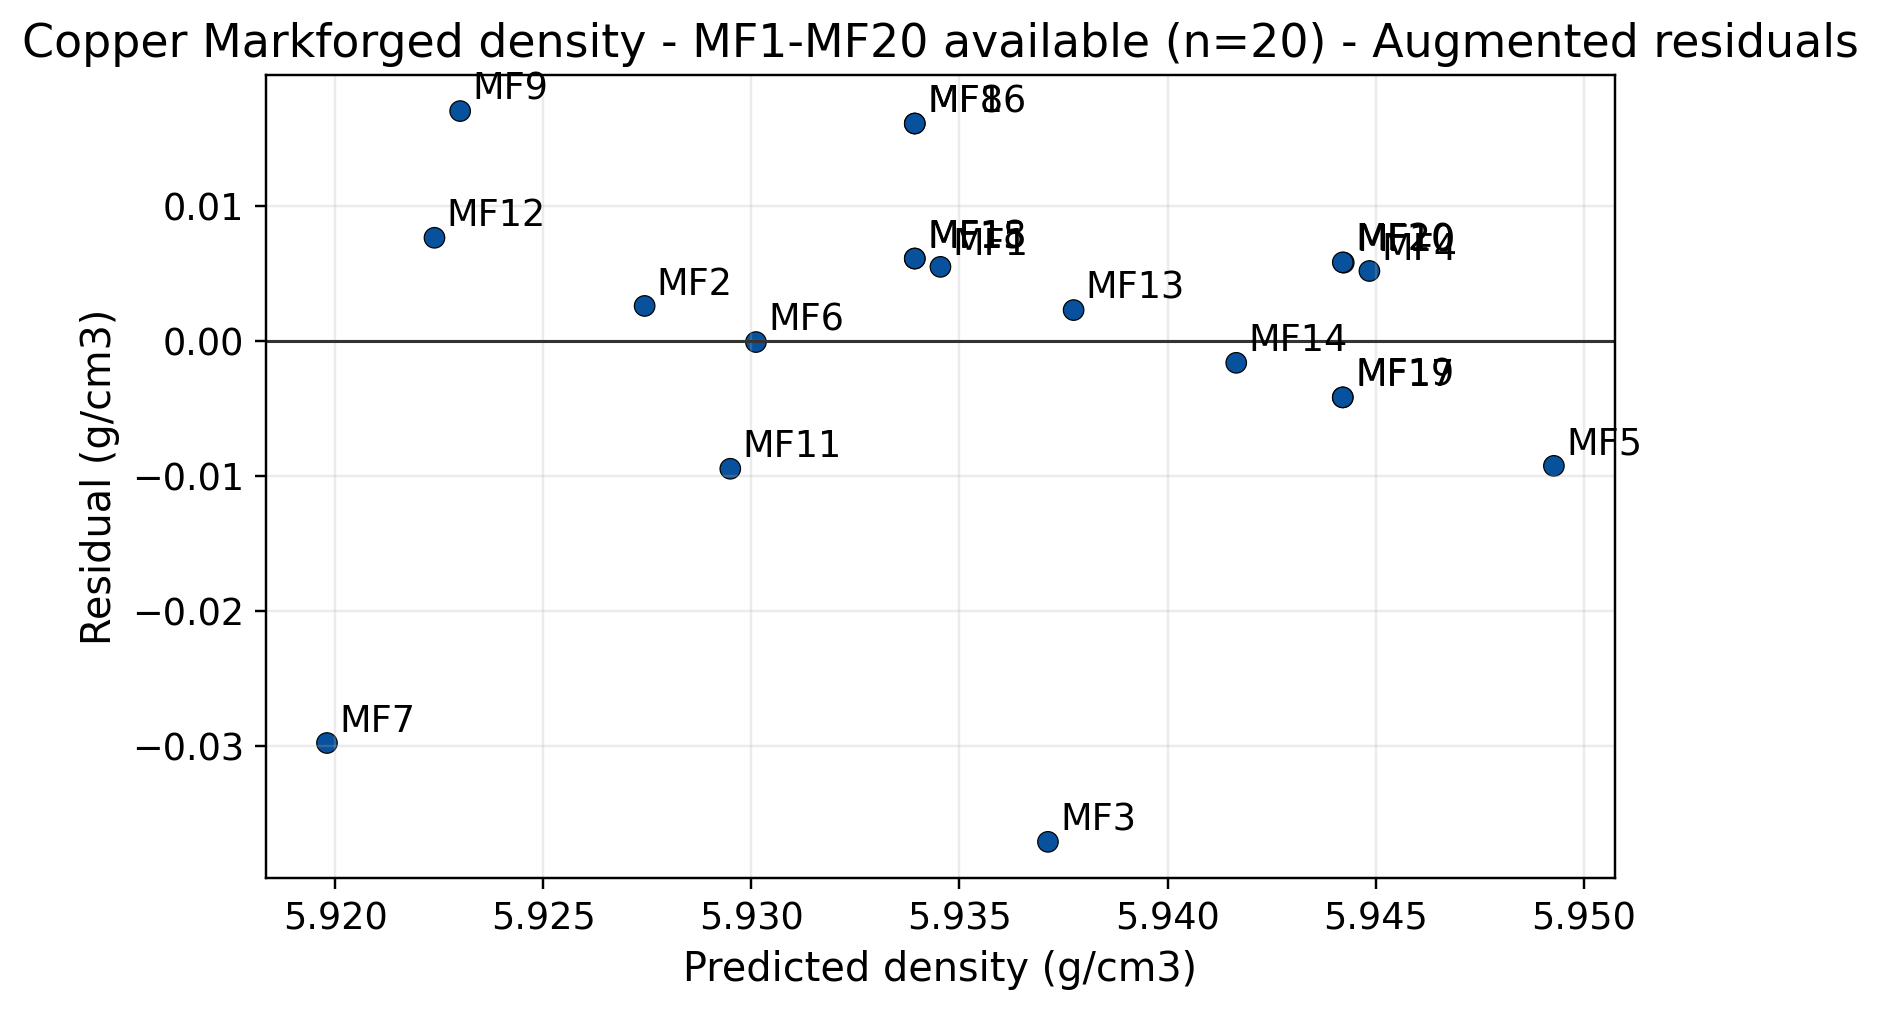 Copper Markforged density - MF1-MF20 available (n=20) - Augmented residuals
MF9
MF12
MF2
MF6
MF1
MF13
MF4
MF14
MF11
MF5
MF7
MF3
0.01
0.00
−0.01
−0.02
−0.03
Residual (g/cm3)
5.920
5.925
5.930
5.935
5.940
5.945
5.950
Predicted density (g/cm3)